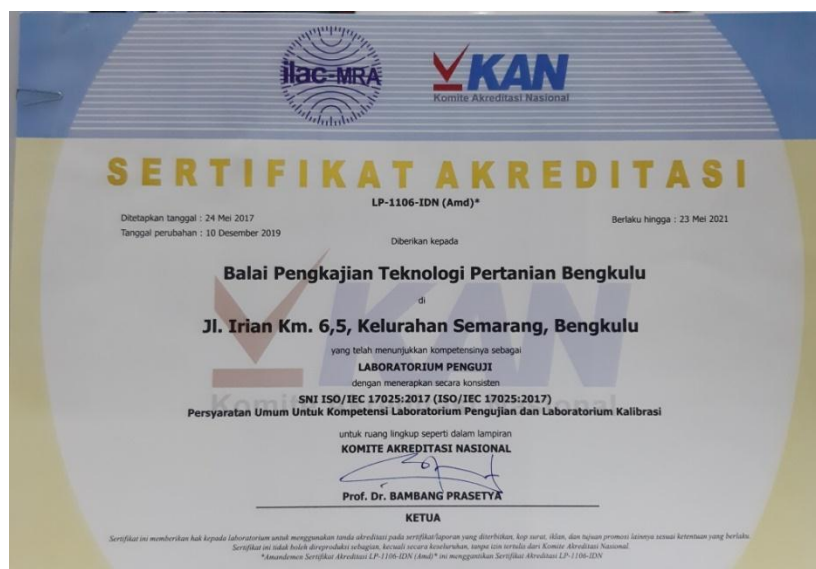 ilac-MRA
KAN
Komite Akreditasi Nasional
SERTIFIKAT AKREDITASI
LP-1106-IDN (Amd)*
Ditetapkan tanggal : 24 Mei 2017
Tanggal perubahan : 10 Desember 2019
Berlaku hingga : 23 Mei 2021
Diberikan kepada
Balai Pengkajian Teknologi Pertanian Bengkulu
di
Jl. Irian Km. 6,5, Kelurahan Semarang, Bengkulu
yang telah menunjukkan kompetensinya sebagai
LABORATORIUM PENGUJI
dengan menerapkan secara konsisten
SNI ISO/IEC 17025:2017 (ISO/IEC 17025:2017)
Persyaratan Umum Untuk Kompetensi Laboratorium Pengujian dan Laboratorium Kalibrasi
untuk ruang lingkup seperti dalam lampiran
KOMITE AKREDITASI NASIONAL
Prof. Dr. BAMBANG PRASETYA
KETUA
Sertifikat ini memberikan hak kepada laboratorium untuk menggunakan tanda akreditasi pada sertifikat/laporan yang diterbitkan, kop surat, iklan, dan tujuan promosi lainnya sesuai ketentuan yang berlaku.
Sertifikat ini tidak boleh direproduksi sebagian, kecuali secara keseluruhan, tanpa izin tertulis dari Komite Akreditasi Nasional
*Amandemen Sertifikat Akreditasi LP-1106-IDN (Amd)* ini menggantikan Sertifikat Akreditasi LP-1106-IDN